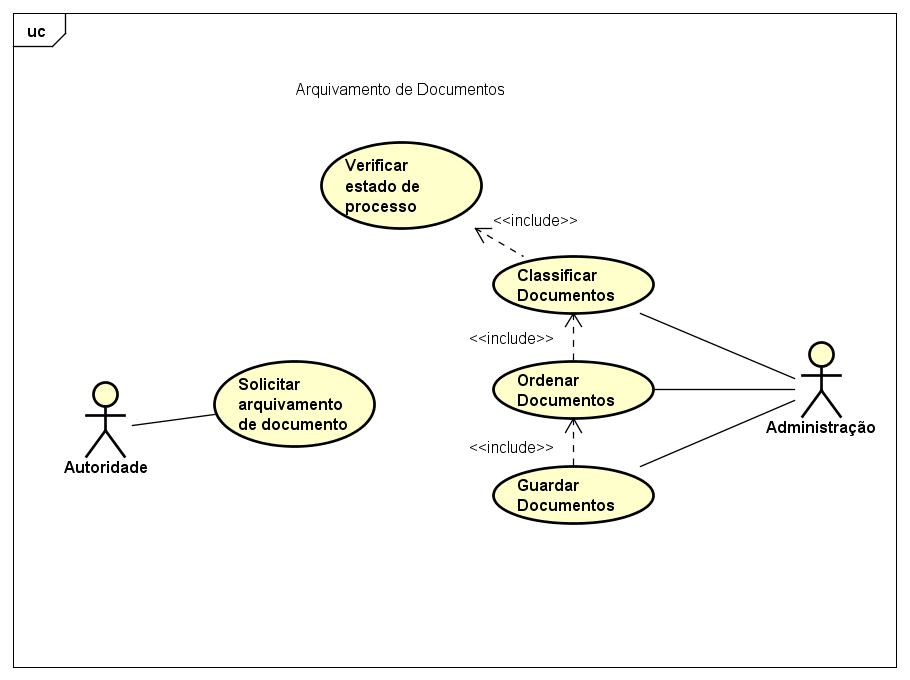 uc
Arquivamento de Documentos
Verificar
estado de
processo
<<include>>
Classificar
Documentos
<<include>>
Solicitar
arquivamento
de documento
Ordenar
Documentos
Autoridade
Administração
<<include>>
Guardar
Documentos